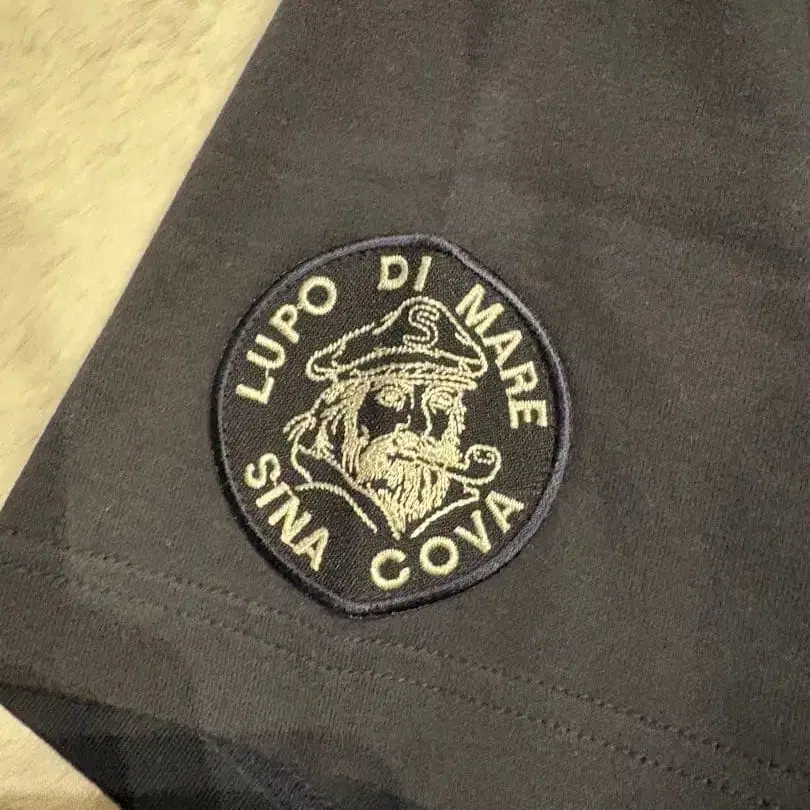 LUPO DI MARE
S
SINA COVA